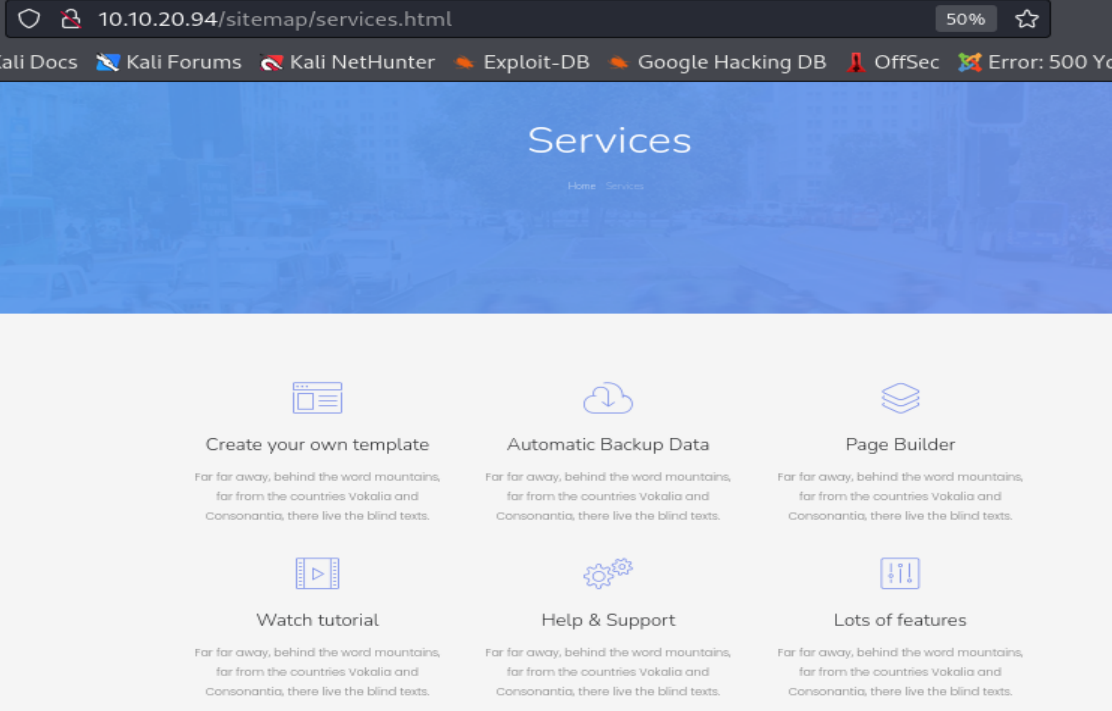 10.10.20.94/sitemap/services.html 50%
ali Docs Kali Forums Kali NetHunter Exploit-DB Google Hacking DB OffSec Error: 500 Yo
Services
Home Services
Create your own template
Far far away, behind the word mountains,
far from the countries Vokalia and
Consonantia, there live the blind texts.
Automatic Backup Data
Far far away, behind the word mountains,
far from the countries Vokalia and
Consonantia, there live the blind texts.
Page Builder
Far far away, behind the word mountains,
far from the countries Vokalia and
Consonantia, there live the blind texts.
Watch tutorial
Far far away, behind the word mountains,
far from the countries Vokalia and
Consonantia, there live the blind texts.
Help & Support
Far far away, behind the word mountains,
far from the countries Vokalia and
Consonantia, there live the blind texts.
Lots of features
Far far away, behind the word mountains,
far from the countries Vokalia and
Consonantia, there live the blind texts.